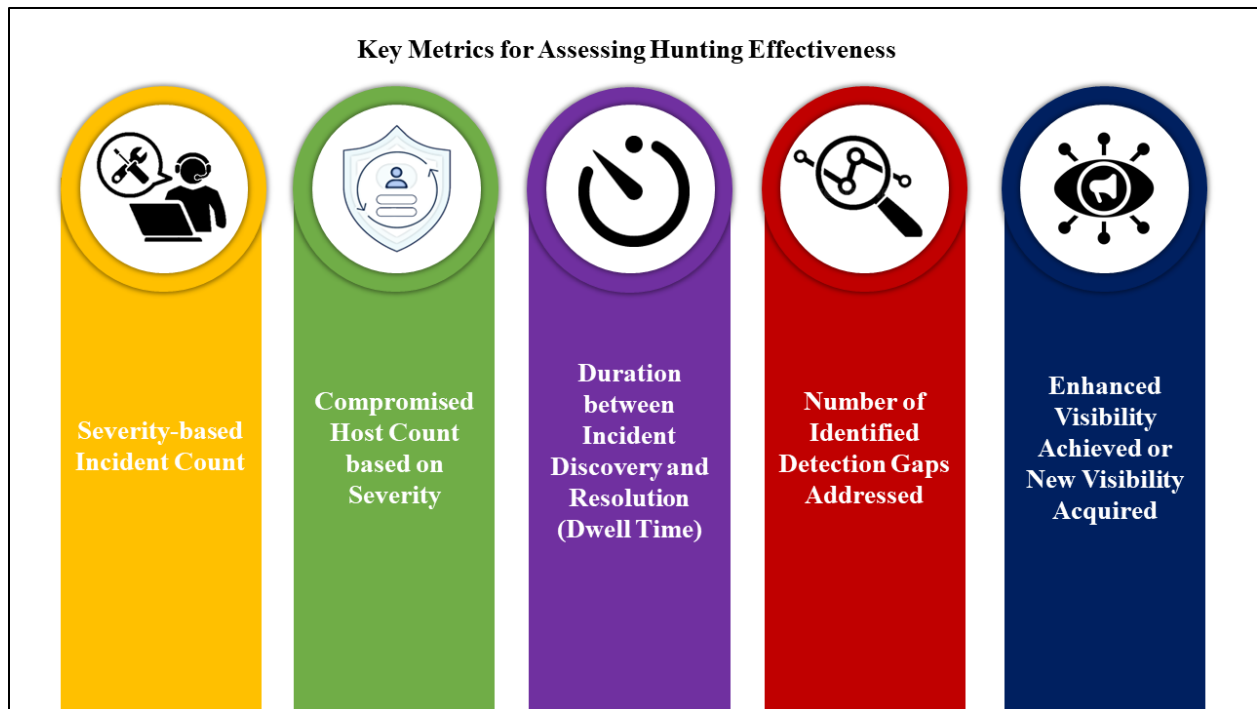 Key Metrics for Assessing Hunting Effectiveness
Severity-based
Incident Count
Compromised
Host Count
based on
Severity
Duration
between
Incident
Discovery and
Resolution
(Dwell Time)
Number of
Identified
Detection Gaps
Addressed
Enhanced
Visibility
Achieved or
New Visibility
Acquired